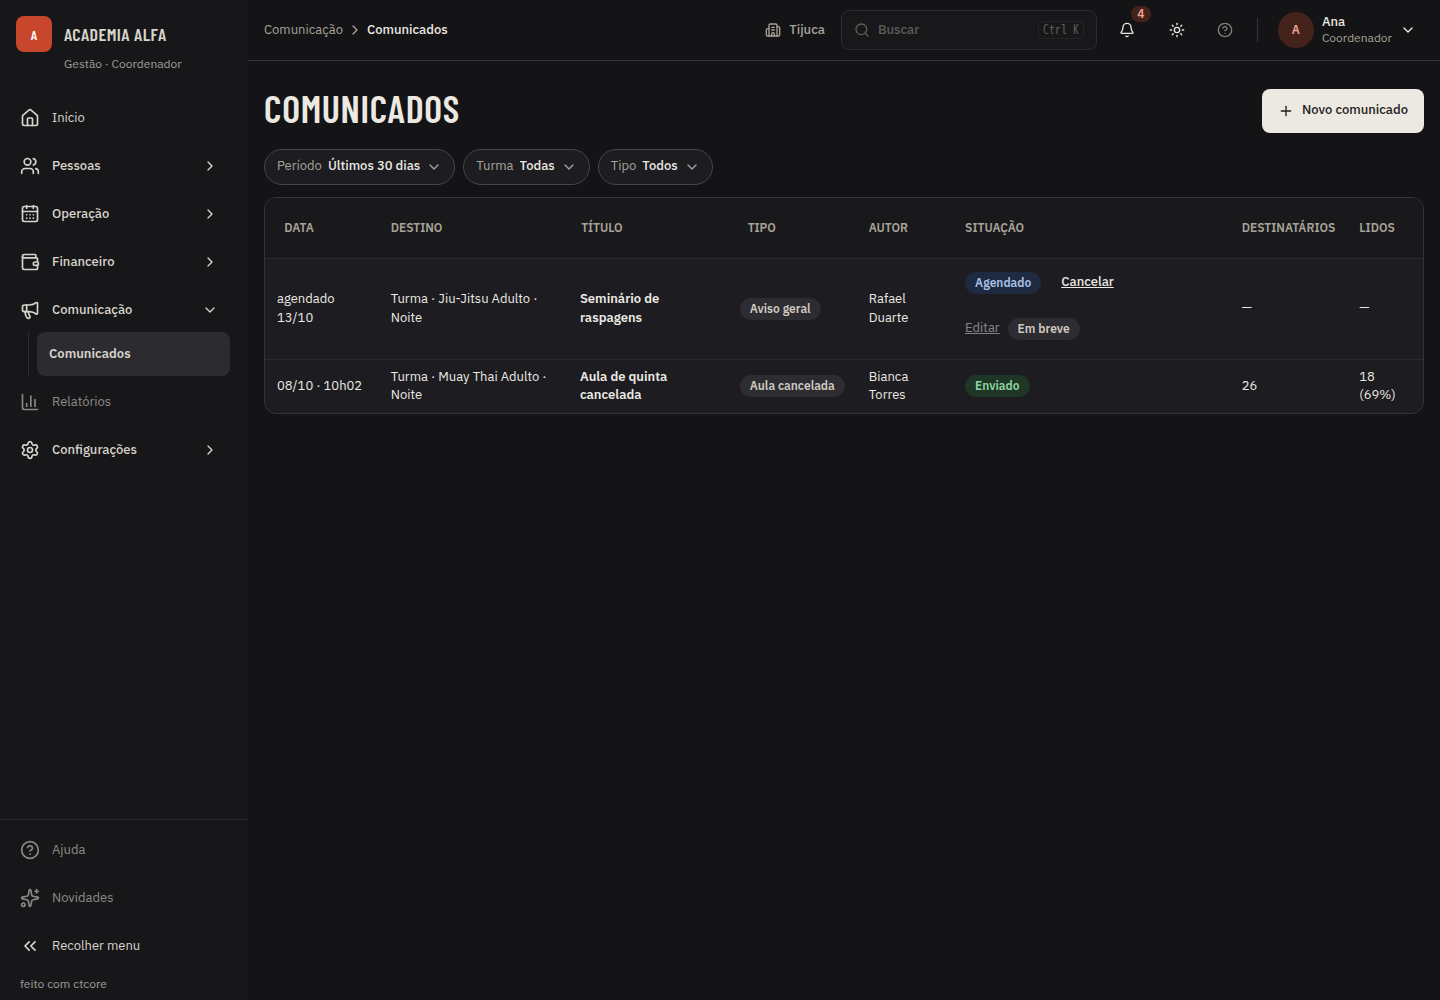 A
ACADEMIA ALFA
Gestão · Coordenador
Início
Pessoas
Operação
Financeiro
Comunicação
Comunicados
Relatórios
Configurações
Ajuda
Novidades
Recolher menu
feito com ctcore
Comunicação
Comunicados
Tijuca
Buscar
Ctrl K
4
A
Ana
Coordenador
COMUNICADOS
Novo comunicado
Período Últimos 30 dias
Turma Todas
Tipo Todos
DATA DESTINO TÍTULO TIPO AUTOR SITUAÇÃO DESTINATÁRIOS LIDOS
agendado
13/10
Turma · Jiu-Jitsu Adulto ·
Noite
Seminário de
raspagens
Aviso geral
Rafael
Duarte
Agendado Cancelar
Editar Em breve
—
—
08/10 · 10h02
Turma · Muay Thai Adulto ·
Noite
Aula de quinta
cancelada
Aula cancelada
Bianca
Torres
Enviado
26
18
(69%)